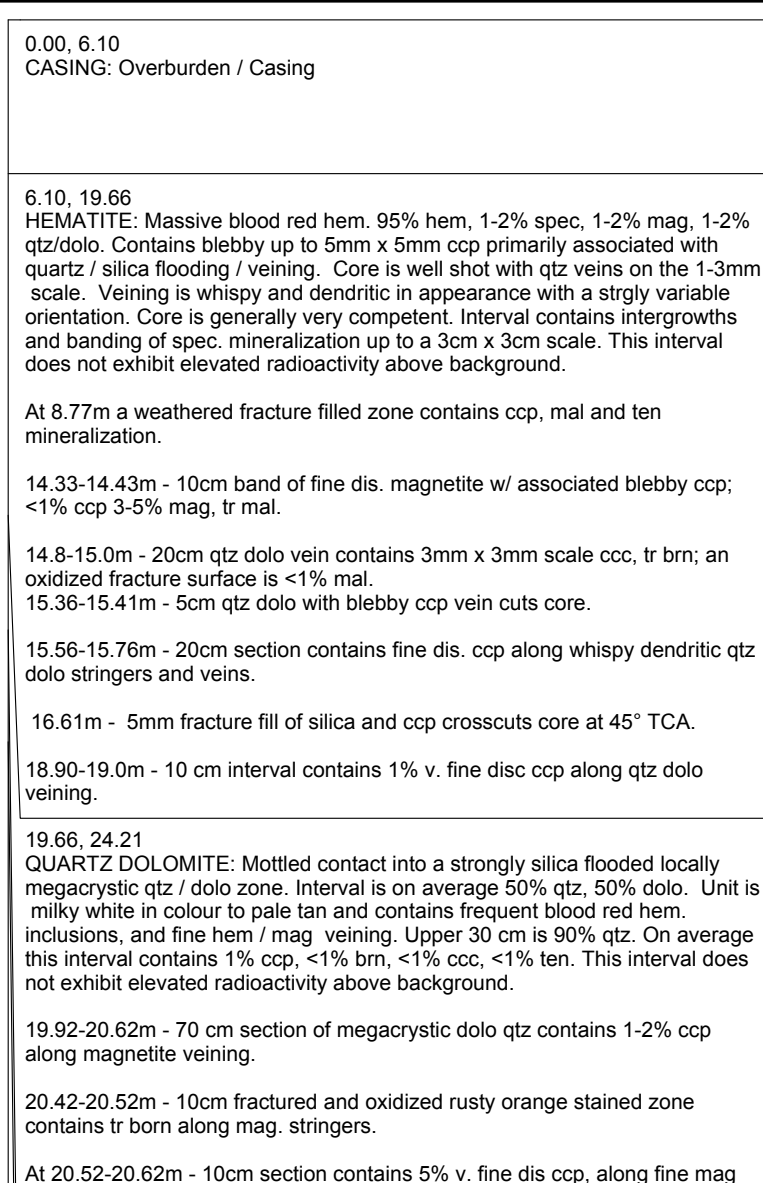 0.00, 6.10
CASING: Overburden / Casing
6.10, 19.66
HEMATITE: Massive blood red hem. 95% hem, 1-2% spec, 1-2% mag, 1-2%
qtz/dolo. Contains blebby up to 5mm x 5mm ccp primarily associated with
quartz / silica flooding / veining.  Core is well shot with qtz veins on the 1-3mm
scale.  Veining is whispy and dendritic in appearance with a strgly variable
orientation. Core is generally very competent. Interval contains intergrowths
and banding of spec. mineralization up to a 3cm x 3cm scale. This interval
does not exhibit elevated radioactivity above background.
At 8.77m a weathered fracture filled zone contains ccp, mal and ten
mineralization.
14.33-14.43m - 10cm band of fine dis. magnetite w/ associated blebby ccp;
<1% ccp 3-5% mag, tr mal.
14.8-15.0m - 20cm qtz dolo vein contains 3mm x 3mm scale ccc, tr brn; an
oxidized fracture surface is <1% mal.
15.36-15.41m - 5cm qtz dolo with blebby ccp vein cuts core.
15.56-15.76m - 20cm section contains fine dis. ccp along whispy dendritic qtz
dolo stringers and veins.
16.61m -  5mm fracture fill of silica and ccp crosscuts core at 45° TCA.
18.90-19.0m - 10 cm interval contains 1% v. fine disc ccp along qtz dolo
veining.
19.66, 24.21
QUARTZ DOLOMITE: Mottled contact into a strongly silica flooded locally
megacrystic qtz / dolo zone. Interval is on average 50% qtz, 50% dolo.  Unit is
milky white in colour to pale tan and contains frequent blood red hem.
inclusions, and fine hem / mag  veining. Upper 30 cm is 90% qtz. On average
this interval contains 1% ccp, <1% brn, <1% ccc, <1% ten. This interval does
not exhibit elevated radioactivity above background.
19.92-20.62m - 70 cm section of megacrystic dolo qtz contains 1-2% ccp
along magnetite veining.
20.42-20.52m - 10cm fractured and oxidized rusty orange stained zone
contains tr born along mag. stringers.
At 20.52-20.62m - 10cm section contains 5% v. fine dis ccp, along fine mag